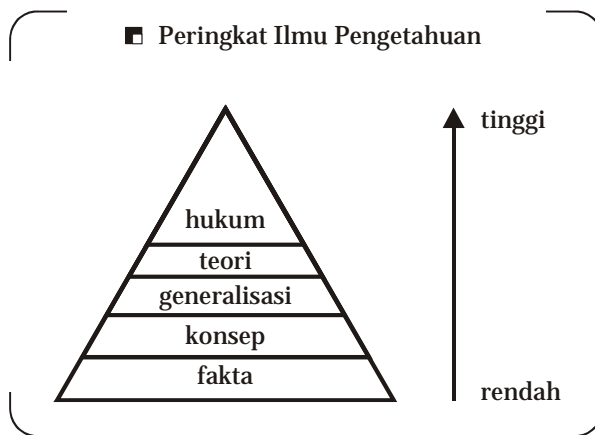 Peringkat Ilmu Pengetahuan
tinggi
hukum
teori
generalisasi
konsep
fakta
rendah